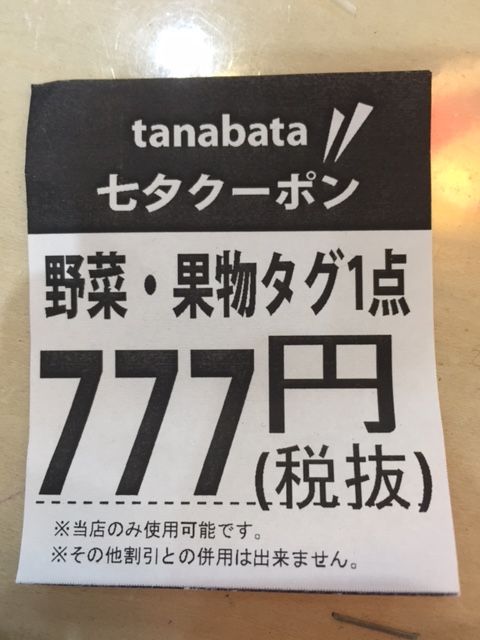 tanabata
七夕クーポン
野菜・果物タグ1点
777円
(税抜)
※当店のみ使用可能です。
※その他割引との併用は出来ません。